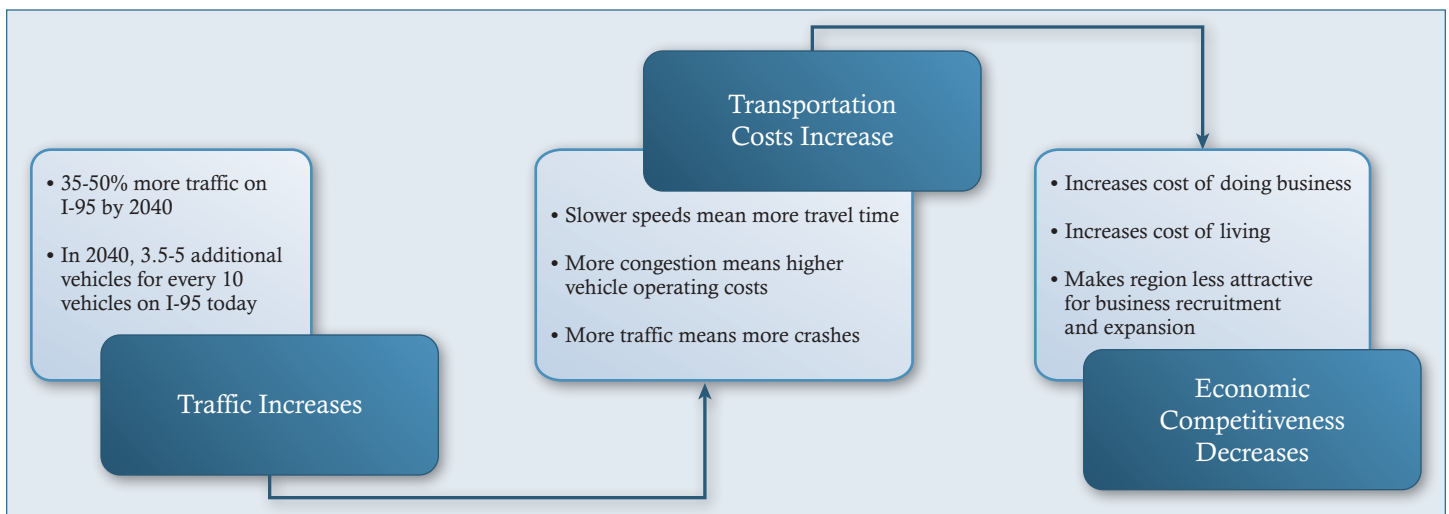 • 35-50% more traffic on
I-95 by 2040
• In 2040, 3.5-5 additional
vehicles for every 10
vehicles on I-95 today
Traffic Increases
Transportation
Costs Increase
• Slower speeds mean more travel time
• More congestion means higher
vehicle operating costs
• More traffic means more crashes
• Increases cost of doing business
• Increases cost of living
• Makes region less attractive
for business recruitment
and expansion
Economic
Competitiveness
Decreases